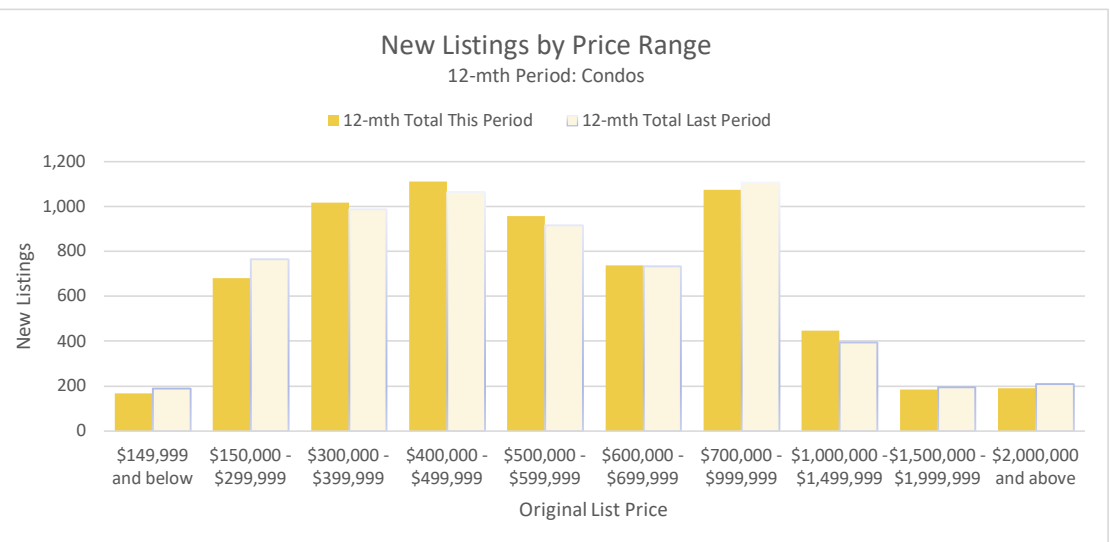 New Listings by Price Range
12-mth Period: Condos
12-mth Total This Period 12-mth Total Last Period
1,200
1,000
800
600
400
200
0
New Listings
$149,999 and below
$150,000 - $299,999
$300,000 - $399,999
$400,000 - $499,999
$500,000 - $599,999
$600,000 - $699,999
$700,000 - $999,999
$1,000,000 - $1,499,999
$1,500,000 - $1,999,999
$2,000,000 and above
Original List Price